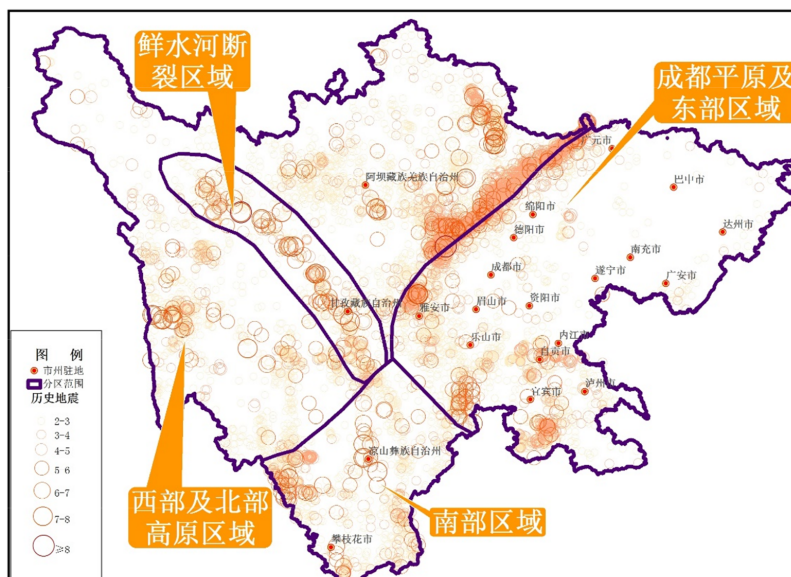 鲜水河断
裂区域
成都平原及
东部区域
元市
巴中市
阿坝藏族羌族自治州
绵阳市
德阳市
达州市
南充市
成都市
遂宁市
广安市
甘孜藏族自治州
雅安市
眉山市
资阳市
乐山市
内江市
自贡市
宜宾市
泸州市
凉山彝族自治州
攀枝花市
西部及北部
高原区域
南部区域
图 例
市州驻地
分区范围
历史地震
2-3
3-4
4-5
5-6
6-7
7-8
≥8